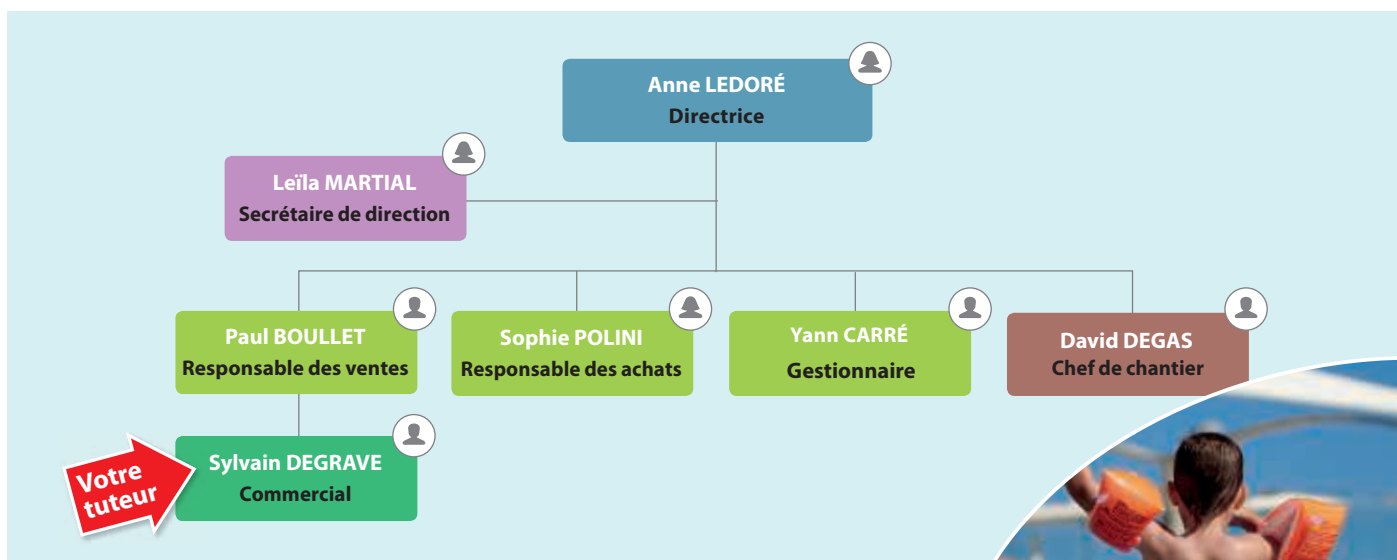 Anne LEDORÉ
Directrice
Leïla MARTIAL
Secrétaire de direction
Paul BOULLET
Responsable des ventes
Sophie POLINI
Responsable des achats
Yann CARRÉ
Gestionnaire
David DEGAS
Chef de chantier
Votre
tuteur
Sylvain DEGRAVE
Commercial